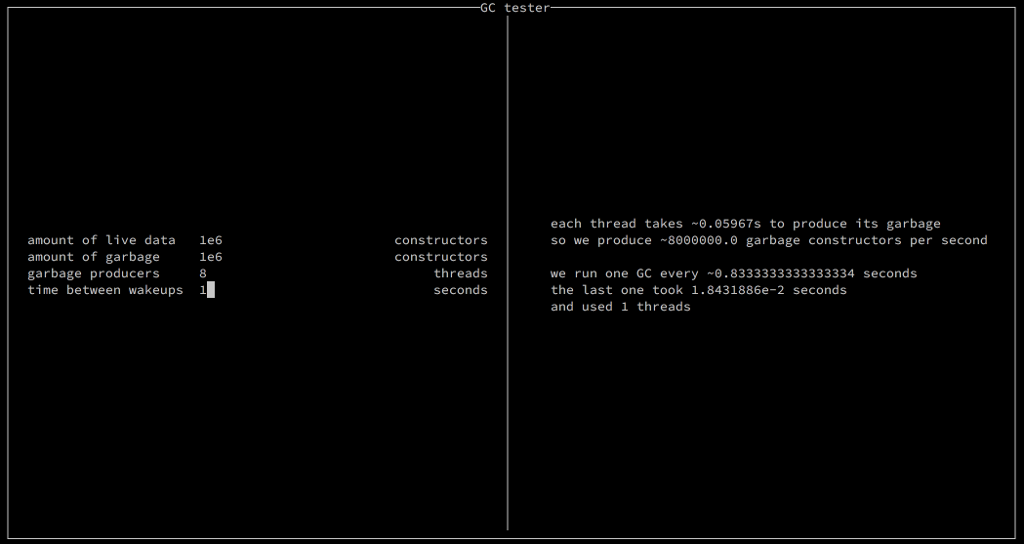 GC tester
amount of live data 1e6 constructors
amount of garbage 1e6 constructors
garbage producers 8 threads
time between wakeups 1 seconds
each thread takes ~0.05967s to produce its garbage
so we produce ~8000000.0 garbage constructors per second
we run one GC every ~0.8333333333333334 seconds
the last one took 1.8431886e-2 seconds
and used 1 threads